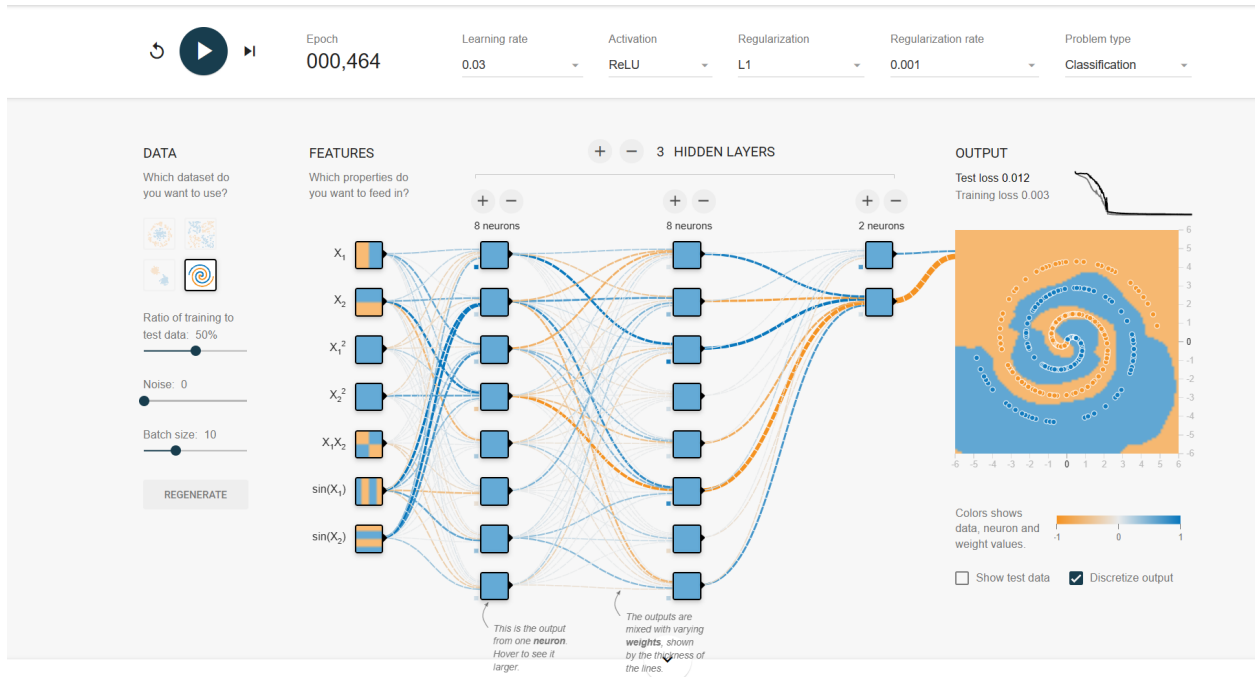 Epoch
000,464
Learning rate
0.03
Activation
ReLU
Regularization
L1
Regularization rate
0.001
Problem type
Classification
DATA
Which dataset do
you want to use?
Ratio of training to
test data: 50%
Noise: 0
Batch size: 10
REGENERATE
FEATURES
Which properties do
you want to feed in?
X₁
X₂
X₁²
X₂²
X₁X₂
sin(X₁)
sin(X₂)
+ − 3 HIDDEN LAYERS
+ −
8 neurons
+ −
8 neurons
+ −
2 neurons
This is the output
from one neuron.
Hover to see it
larger.
The outputs are
mixed with varying
weights, shown
by the thickness of
the lines.
OUTPUT
Test loss 0.012
Training loss 0.003
6
5
4
3
2
1
0
-1
-2
-3
-4
-5
-6
-6 -5 -4 -3 -2 -1 0 1 2 3 4 5 6
Colors shows
data, neuron and
weight values.
-1 0 1
Show test data
Discretize output